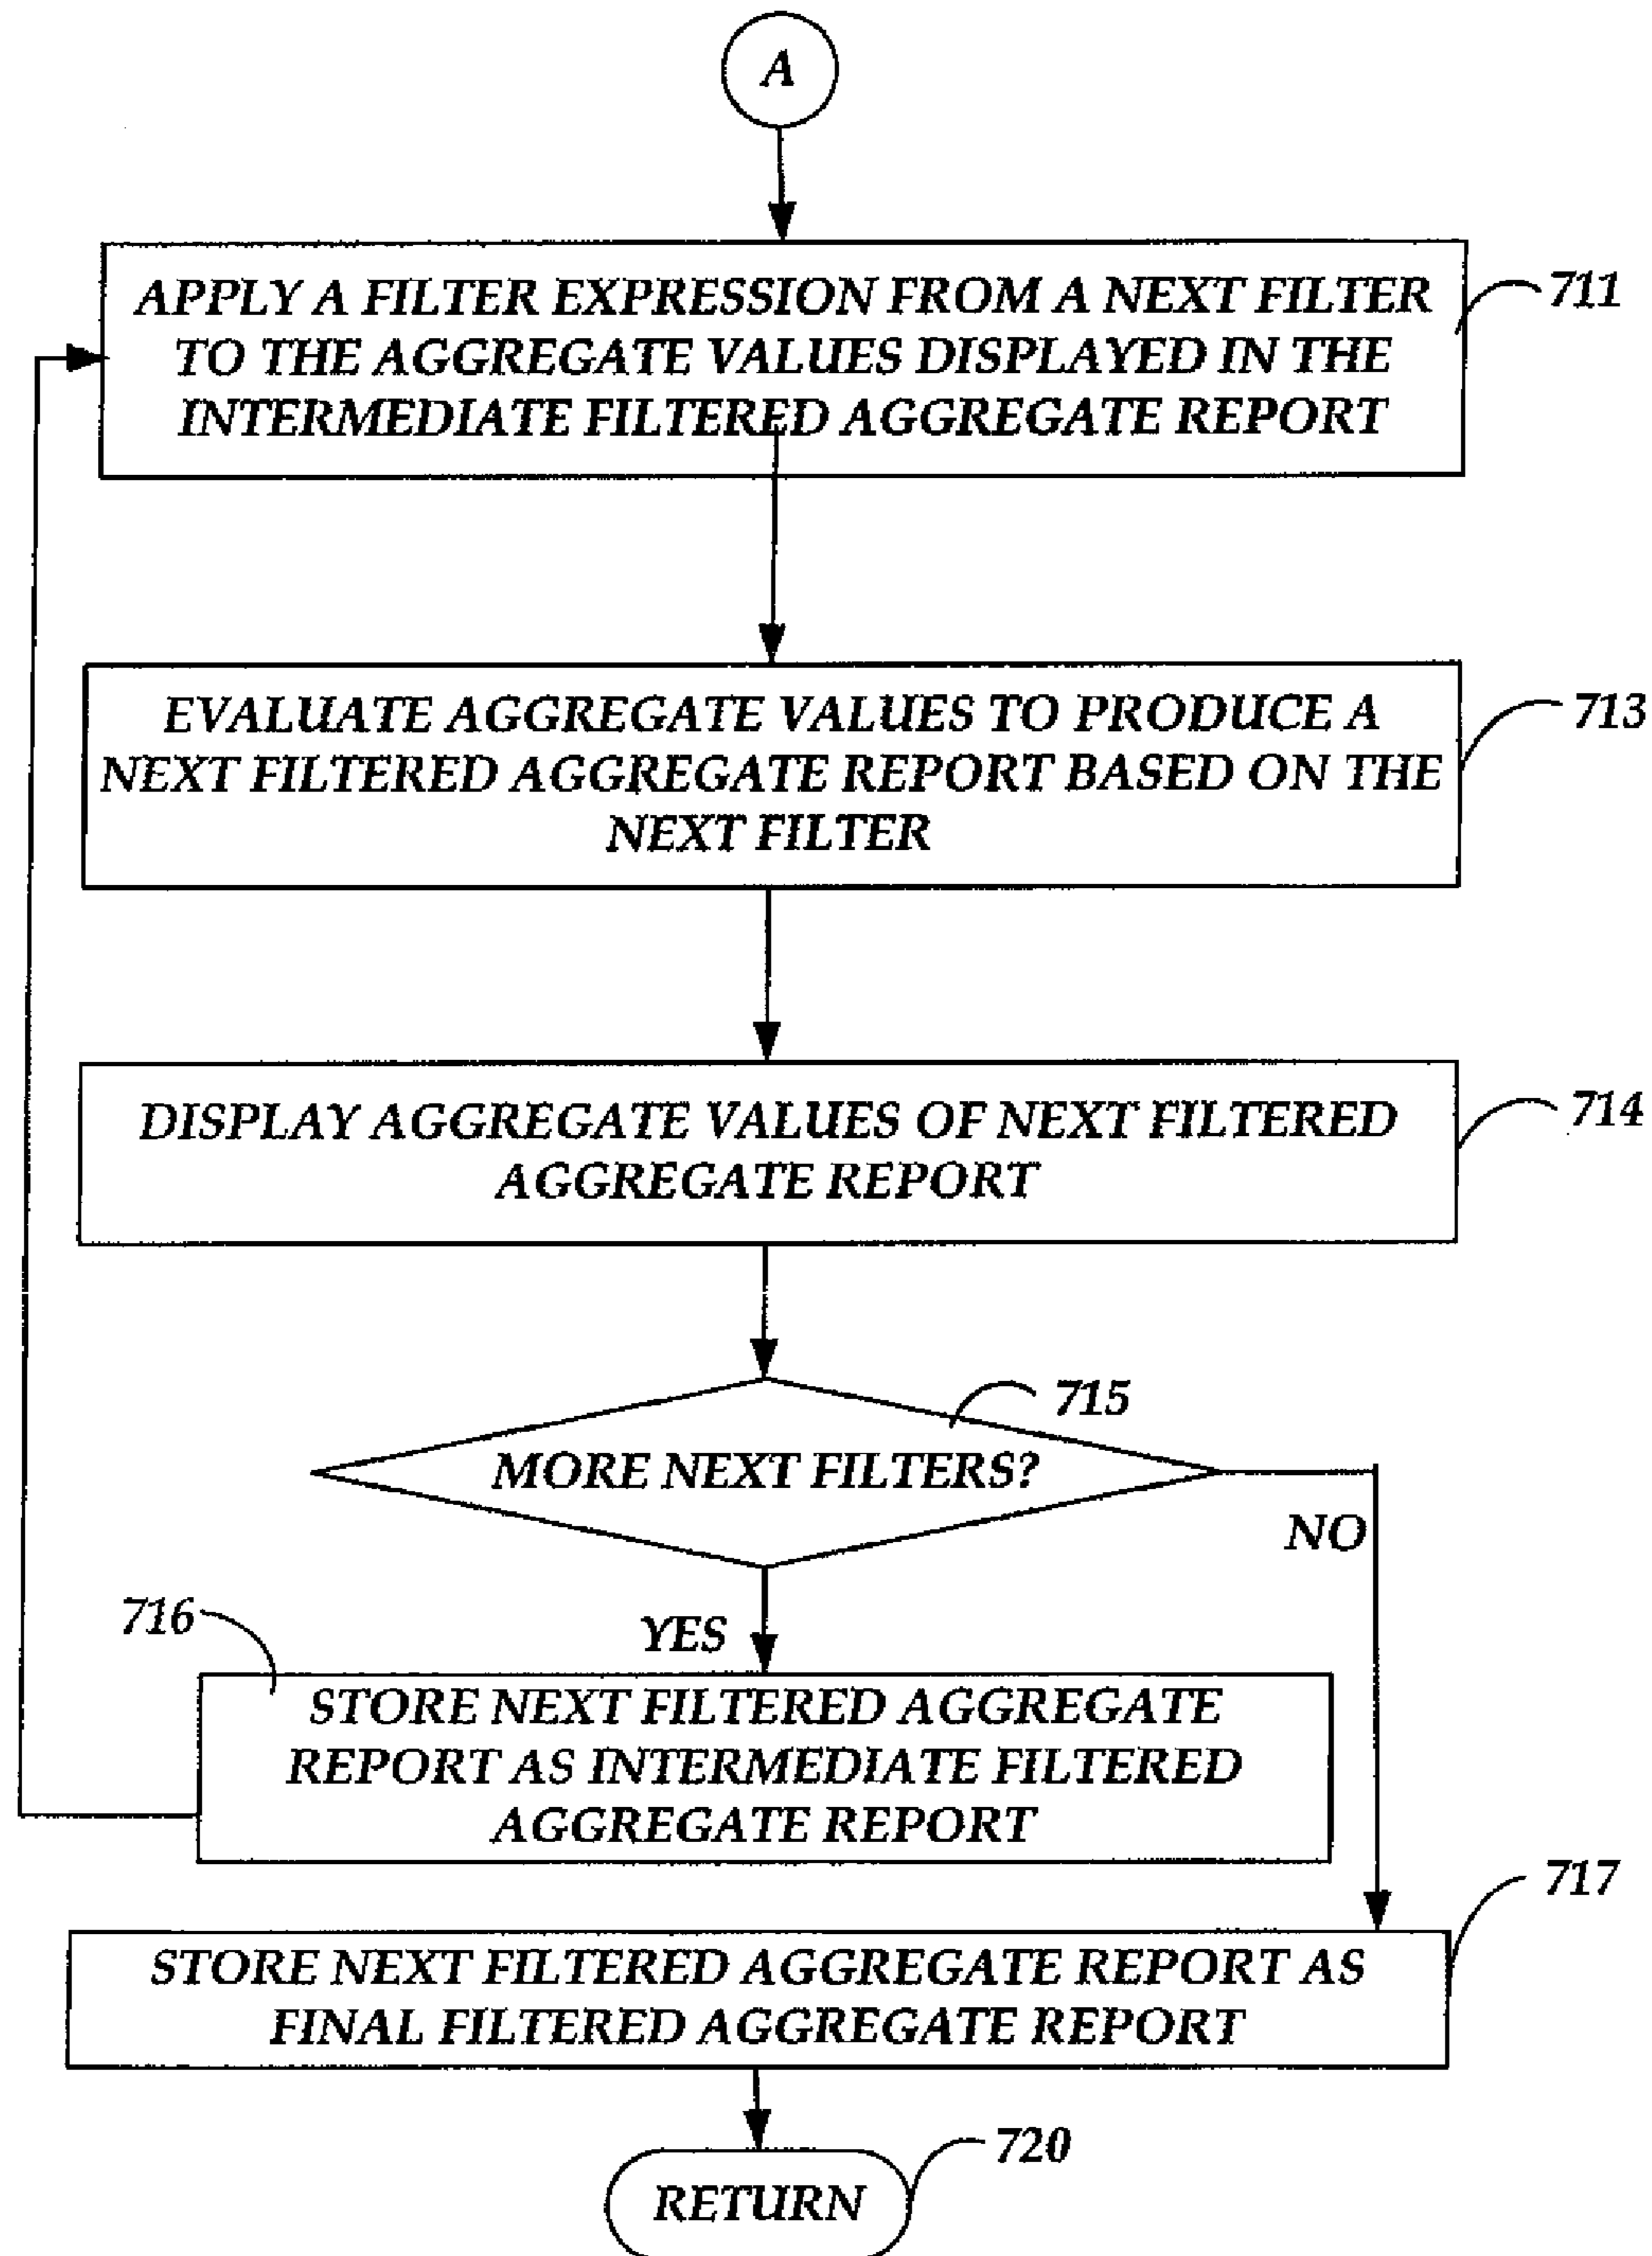 A
APPLY A FILTER EXPRESSION FROM A NEXT FILTER
TO THE AGGREGATE VALUES DISPLAYED IN THE
INTERMEDIATE FILTERED AGGREGATE REPORT
711
EVALUATE AGGREGATE VALUES TO PRODUCE A
NEXT FILTERED AGGREGATE REPORT BASED ON THE
NEXT FILTER
713
DISPLAY AGGREGATE VALUES OF NEXT FILTERED
AGGREGATE REPORT
714
715
MORE NEXT FILTERS?
NO
YES
716
STORE NEXT FILTERED AGGREGATE
REPORT AS INTERMEDIATE FILTERED
AGGREGATE REPORT
717
STORE NEXT FILTERED AGGREGATE REPORT AS
FINAL FILTERED AGGREGATE REPORT
720
RETURN